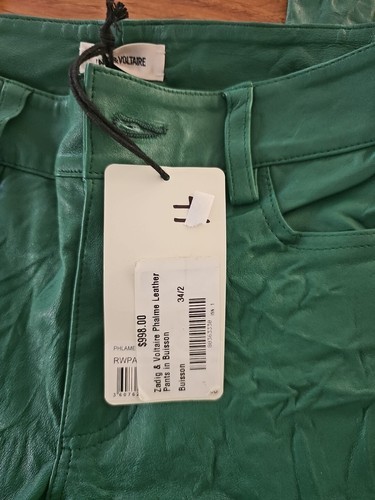 VOLTAIRE
PHLAME
RWPA
$998.00
Zadig & Voltaire Phalme Leather
Pants in Buisson
34/2
Buisson